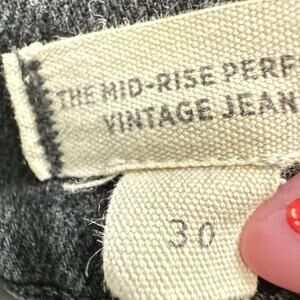 THE MID-RISE PERF
VINTAGE JEAN
30